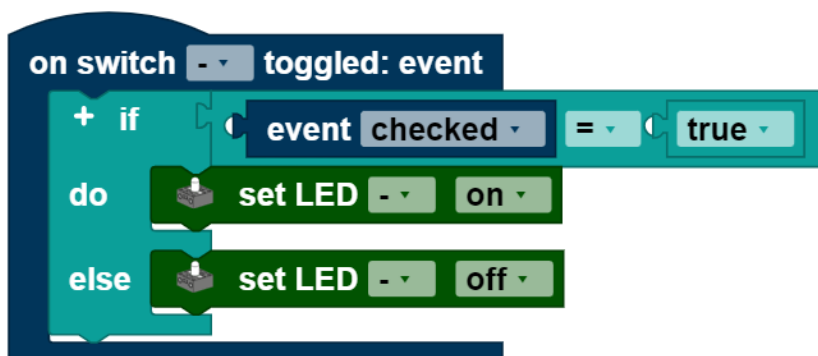 on switch - toggled: event
+ if event checked = true
do set LED - on
else set LED - off